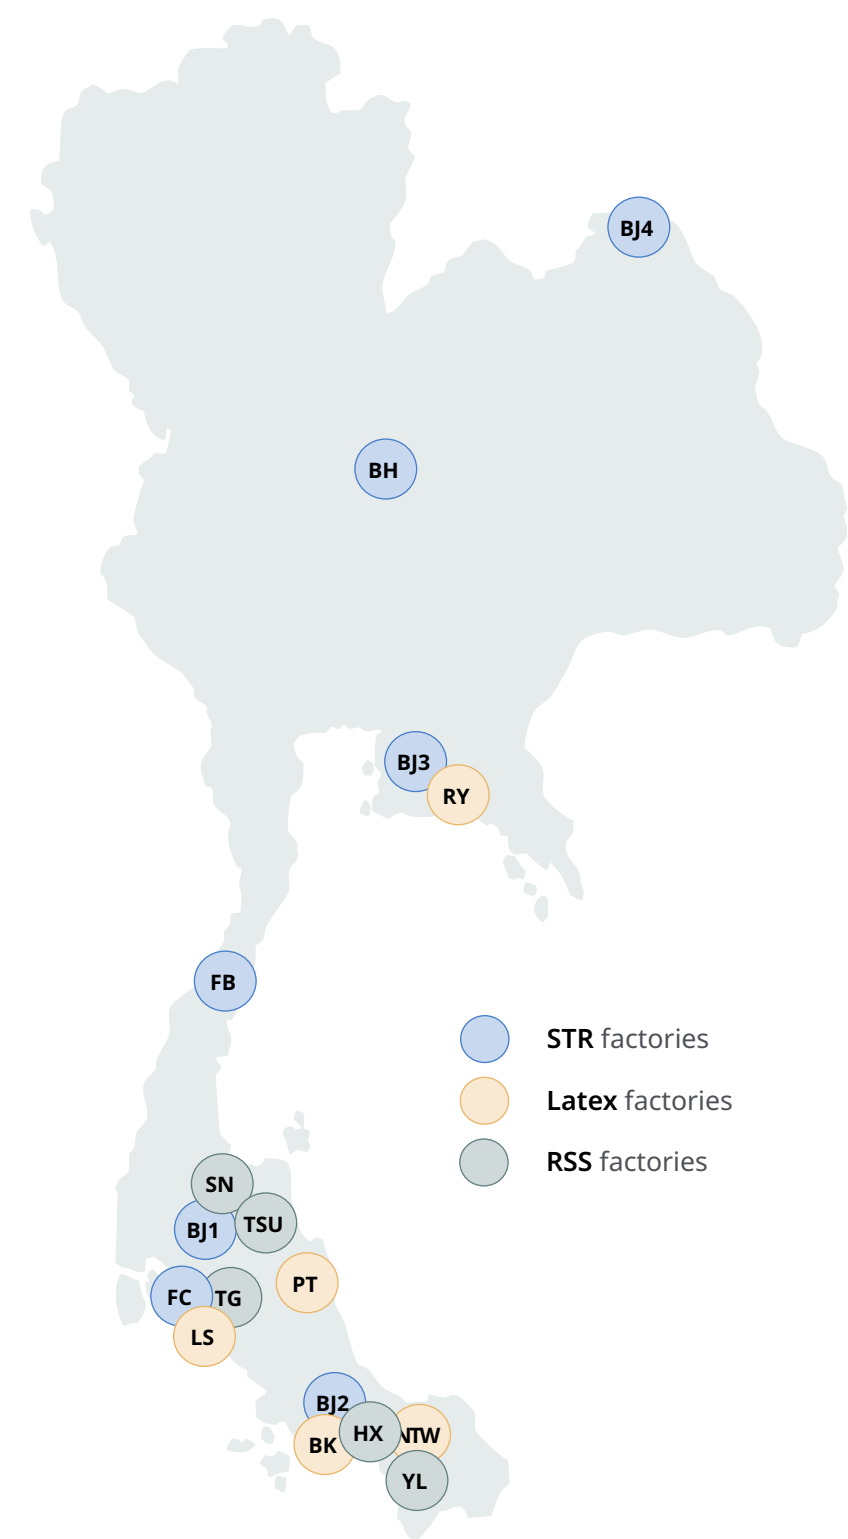 BJ4
BH
BJ3
RY
FB
STR factories
Latex factories
RSS factories
SN
TSU
BJ1
PT
FC
TG
LS
BJ2
HX
NTW
BK
YL